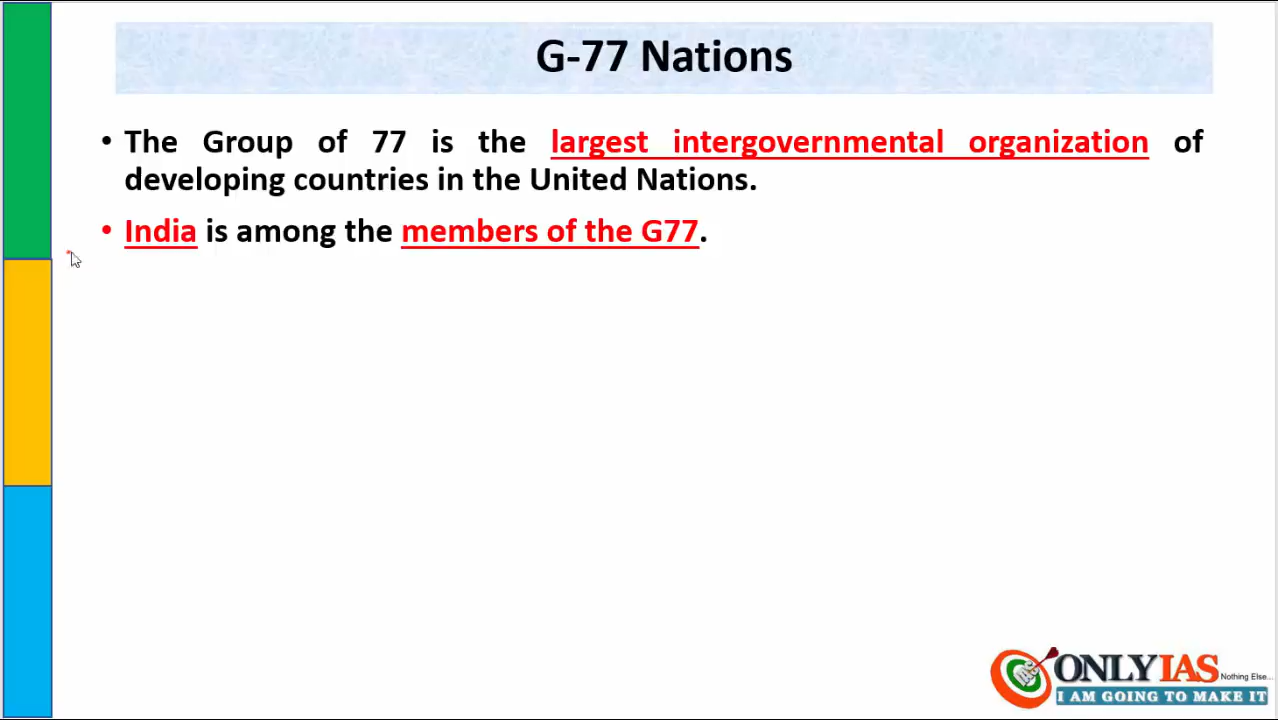 G-77 Nations
• The Group of 77 is the largest intergovernmental organization of
developing countries in the United Nations.
• India is among the members of the G77.
ONLYIAS Nothing Else...
I AM GOING TO MAKE IT